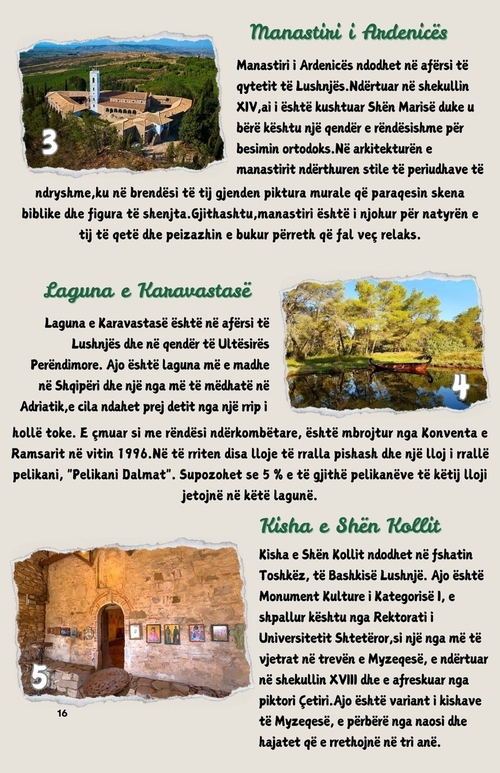 Manastiri i Ardenicës
Manastiri i Ardenicës ndodhet në afërsi të
qytetit të Lushnjës.Ndërtuar në shekullin
XIV,ai i është kushtuar Shën Marisë duke u
bërë kështu një qendër e rëndësishme për
besimin ortodoks.Në arkitekturën e
manastirit ndërthuren stile të periudhave të
ndryshme,ku në brendësi të tij gjenden piktura murale që paraqesin skena
biblike dhe figura të shenjta.Gjithashtu,manastiri është i njohur për natyrën e
tij të qetë dhe peizazhin e bukur përreth që fal veç relaks.
3
Laguna e Karavastasë
Laguna e Karavastasë është në afërsi të
Lushnjës dhe në qendër të Ultësirës
Perëndimore. Ajo është laguna më e madhe
në Shqipëri dhe një nga më të mëdhatë në
Adriatik,e cila ndahet prej detit nga një rrip i
hollë toke. E çmuar si me rëndësi ndërkombëtare, është mbrojtur nga Konventa e
Ramsarit në vitin 1996.Në të rriten disa lloje të rralla pishash dhe një lloj i rrallë
pelikani, "Pelikani Dalmat". Supozohet se 5 % e të gjithë pelikanëve të këtij lloji
jetojnë në këtë lagunë.
4
Kisha e Shën Kollit
Kisha e Shën Kollit ndodhet në fshatin
Toshkëz, të Bashkisë Lushnjë. Ajo është
Monument Kulture i Kategorisë I, e
shpallur kështu nga Rektorati i
Universitetit Shtetëror,si një nga më të
vjetrat në trevën e Myzeqesë, e ndërtuar
në shekullin XVIII dhe e afreskuar nga
piktori Çetiri.Ajo është variant i kishave
të Myzeqesë, e përbërë nga naosi dhe
hajatet që e rrethojnë në tri anë.
5
16